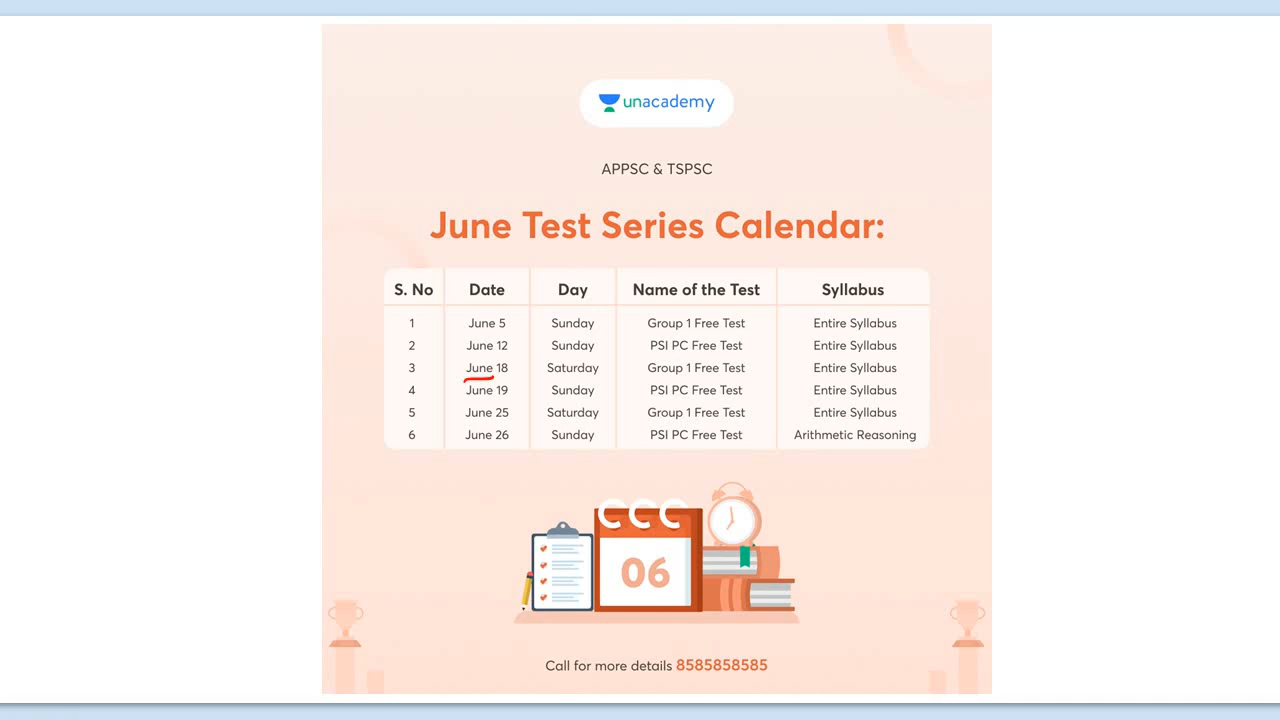 unacademy
APPSC & TSPSC
June Test Series Calendar:
S. No Date Day Name of the Test Syllabus
1 June 5 Sunday Group 1 Free Test Entire Syllabus
2 June 12 Sunday PSI PC Free Test Entire Syllabus
3 June 18 Saturday Group 1 Free Test Entire Syllabus
4 June 19 Sunday PSI PC Free Test Entire Syllabus
5 June 25 Saturday Group 1 Free Test Entire Syllabus
6 June 26 Sunday PSI PC Free Test Arithmetic Reasoning
06
Call for more details 8585858585